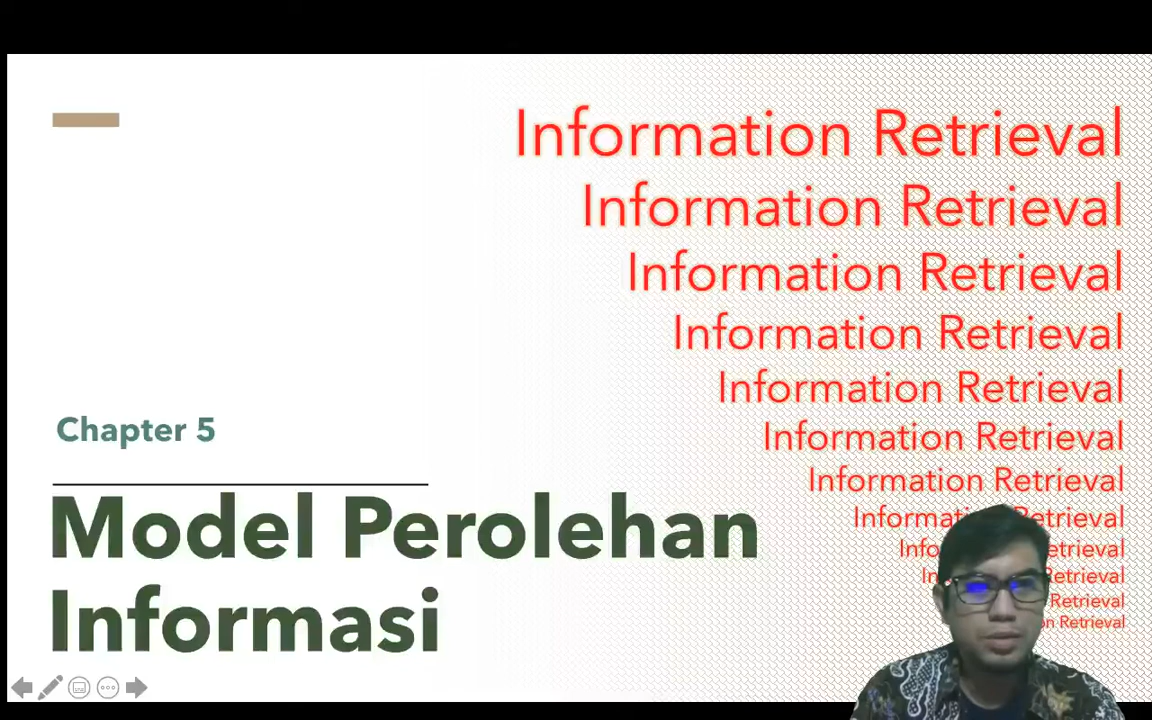 Information Retrieval
Information Retrieval
Information Retrieval
Information Retrieval
Information Retrieval
Information Retrieval
Information Retrieval
Retrieval
Retrieval
Retrieval
Chapter 5
Model Perolehan
Informasi